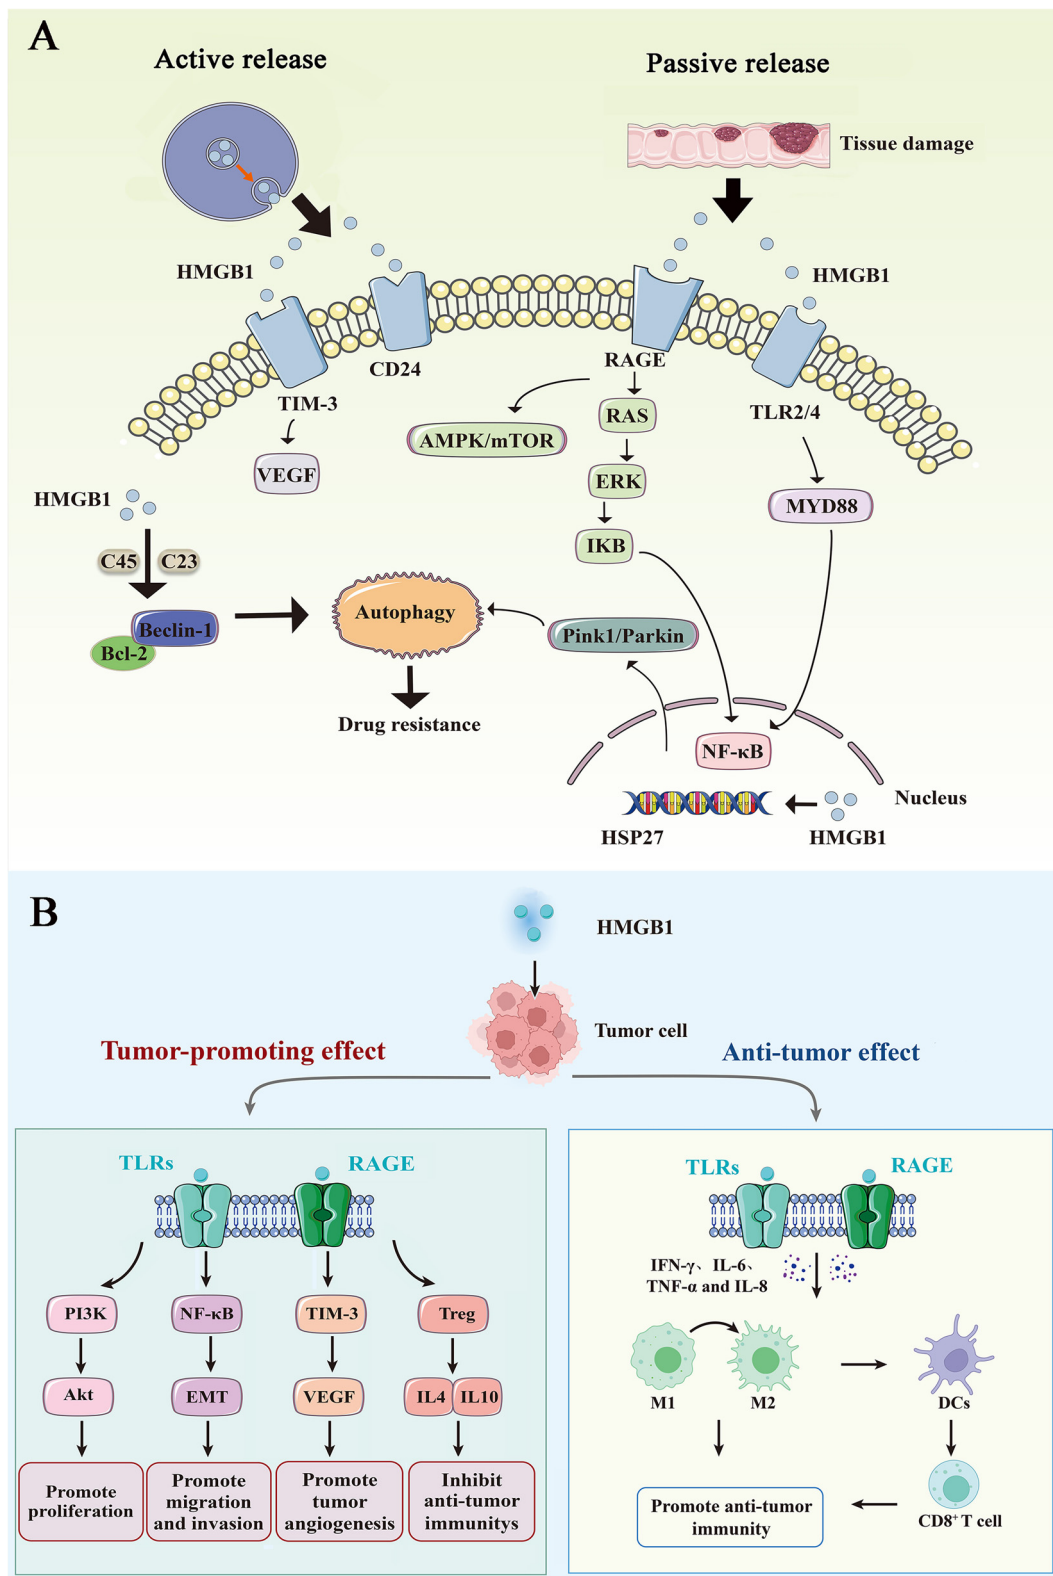 A
Active release
Passive release
Tissue damage
HMGB1
HMGB1
CD24
RAGE
TIM-3
TLR2/4
RAS
AMPK/mTOR
VEGF
ERK
HMGB1
MYD88
IKB
C45
C23
Autophagy
Beclin-1
Bcl-2
Pink1/Parkin
Drug resistance
NF-κB
Nucleus
HSP27
HMGB1
B
HMGB1
Tumor cell
Tumor-promoting effect
Anti-tumor effect
TLRs
RAGE
PI3K
NF-κB
TIM-3
Treg
Akt
EMT
VEGF
IL4
IL10
Promote
proliferation
Promote
migration
and invasion
Promote
tumor
angiogenesis
Inhibit
anti-tumor
immunitys
TLRs
RAGE
IFN-γ、IL-6、
TNF-α and IL-8
M1
M2
DCs
Promote anti-tumor
immunity
CD8⁺ T cell